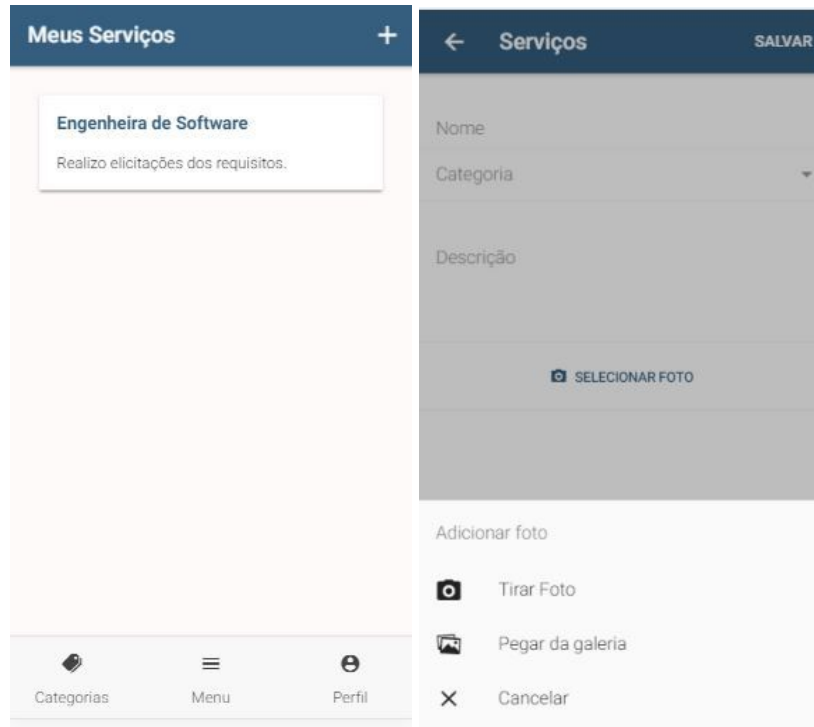 Meus Serviços
Engenheira de Software
Realizo elicitações dos requisitos.
Categorias Menu Perfil
Serviços SALVAR
Nome
Categoria
Descrição
SELECIONAR FOTO
Adicionar foto
Tirar Foto
Pegar da galeria
Cancelar